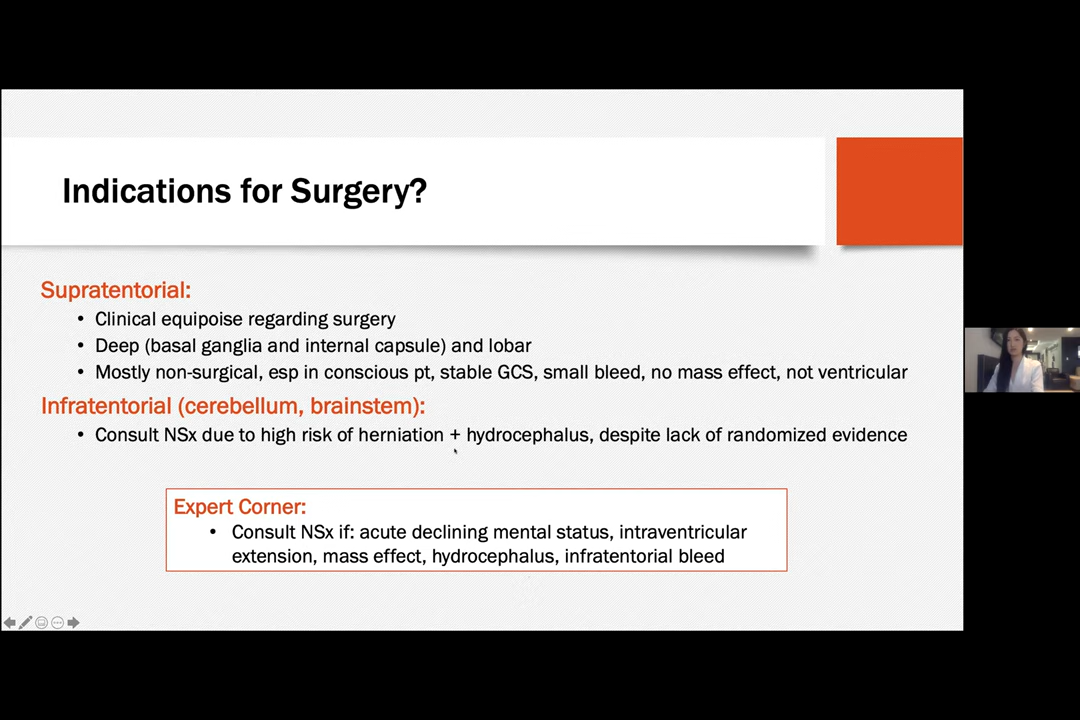 Indications for Surgery?
Supratentorial:
• Clinical equipoise regarding surgery
• Deep (basal ganglia and internal capsule) and lobar
• Mostly non-surgical, esp in conscious pt, stable GCS, small bleed, no mass effect, not ventricular
Infratentorial (cerebellum, brainstem):
• Consult NSx due to high risk of herniation + hydrocephalus, despite lack of randomized evidence
Expert Corner:
• Consult NSx if: acute declining mental status, intraventricular
extension, mass effect, hydrocephalus, infratentorial bleed